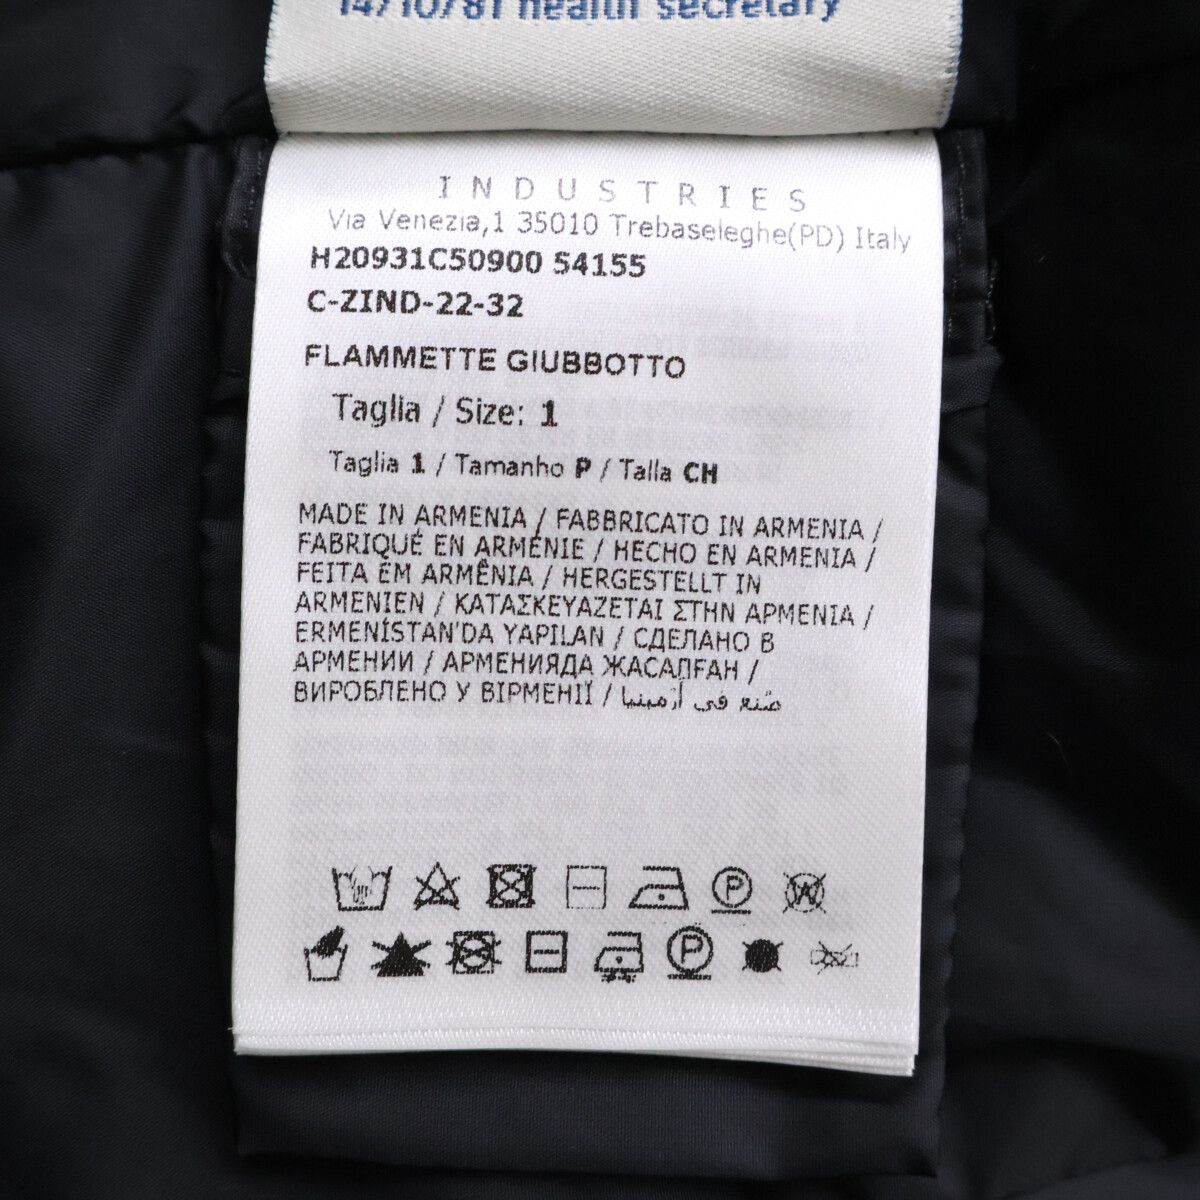 14/10/81 health secretary
INDUSTRIES
Via Venezia,1 35010 Trebaseleghe(PD) Italy
H20931C50900 54155
C-ZIND-22-32
FLAMMETTE GIUBBOTTO
Taglia / Size: 1
Taglia 1 / Tamanho P / Talla CH
MADE IN ARMENIA / FABBRICATO IN ARMENIA /
FABRIQUÉ EN ARMÉNIE / HECHO EN ARMENIA /
FEITA EM ARMÊNIA / HERGESTELLT IN
ARMENIEN / ΚΑΤΑΣΚΕΥΑΖΕΤΑΙ ΣΤΗΝ ΑΡΜΕΝΙΑ /
ERMENİSTAN'DA YAPILAN / СДЕЛАНО В
АРМЕНИИ / АРМЕНИЯДА ЖАСАЛҒАН /
ВИРОБЛЕНО У ВІРМЕНІЇ / صُنع في أرمينيا
P W
P